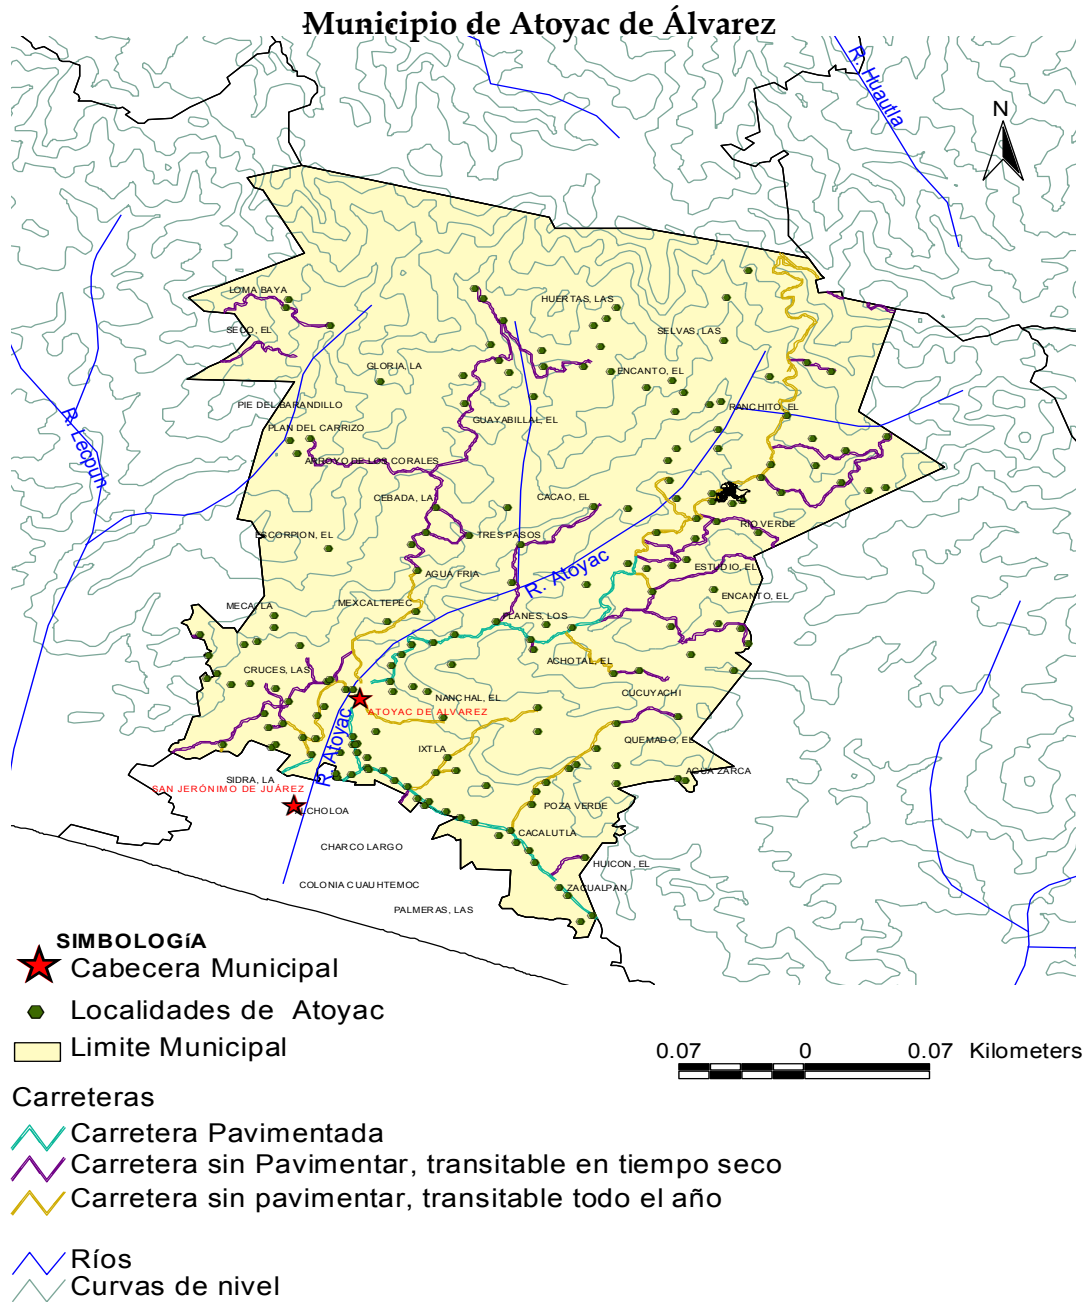 Municipio de Atoyac de Álvarez
R. Huautla
N
LOMA BAYA
HUERTAS, LAS
SECO, EL
SELVAS, LAS
GLORIA, LA
ENCANTO, EL
PIE DEL BARANDILLO
RANCHITO, EL
GUAYABILLAL, EL
PLAN DEL CARRIZO
R. Lecpun
ARROYO DE LOS CORALES
CEBADA, LA
CACAO, EL
RIO VERDE
ESCORPION, EL
TRES PASOS
R. Atoyac
ESTUDIO, EL
AGUA FRIA
ENCANTO, EL
MECA, LA
MEXCALTEPEC
PLANES, LOS
ACHOTAL, EL
CRUCES, LAS
CUCUYACHI
NANCHAL, EL
ATOYAC DE ALVAREZ
R. Atoyac
QUEMADO, EL
IXTLA
AGUA ZARCA
SIDRA, LA
SAN JERÓNIMO DE JUÁREZ
ALCHOLOA
POZA VERDE
CACALUTLA
CHARCO LARGO
HUICON, EL
COLONIA CUAUHTEMOC
ZACUALPAN
PALMERAS, LAS
SIMBOLOGíA
Cabecera Municipal
Localidades de Atoyac
Limite Municipal
0.07 0 0.07 Kilometers
Carreteras
Carretera Pavimentada
Carretera sin Pavimentar, transitable en tiempo seco
Carretera sin pavimentar, transitable todo el año
Ríos
Curvas de nivel